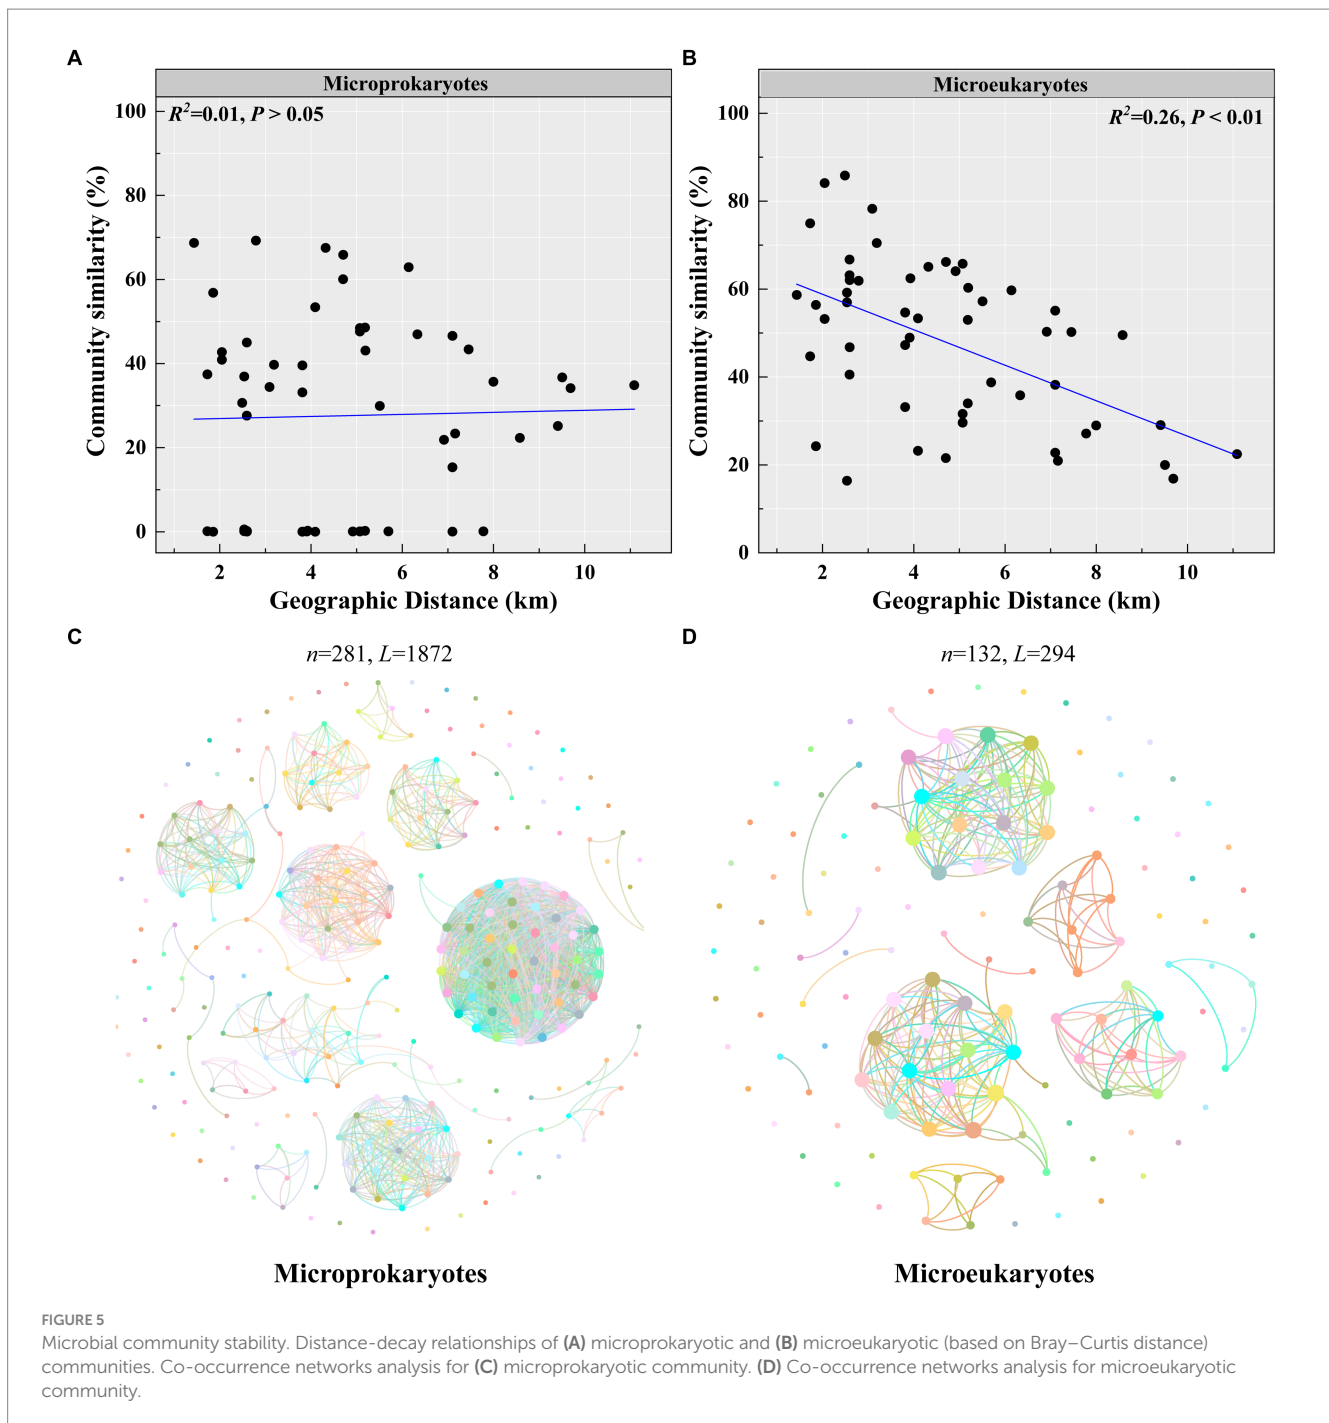 A
Microprokaryotes
R²=0.01, P > 0.05
100
80
60
40
20
0
Community similarity (%)
2 4 6 8 10
Geographic Distance (km)
B
Microeukaryotes
R²=0.26, P < 0.01
100
80
60
40
20
0
Community similarity (%)
2 4 6 8 10
Geographic Distance (km)
C
n=281, L=1872
Microprokaryotes
D
n=132, L=294
Microeukaryotes
FIGURE 5
Microbial community stability. Distance-decay relationships of (A) microprokaryotic and (B) microeukaryotic (based on Bray–Curtis distance)
communities. Co-occurrence networks analysis for (C) microprokaryotic community. (D) Co-occurrence networks analysis for microeukaryotic
community.